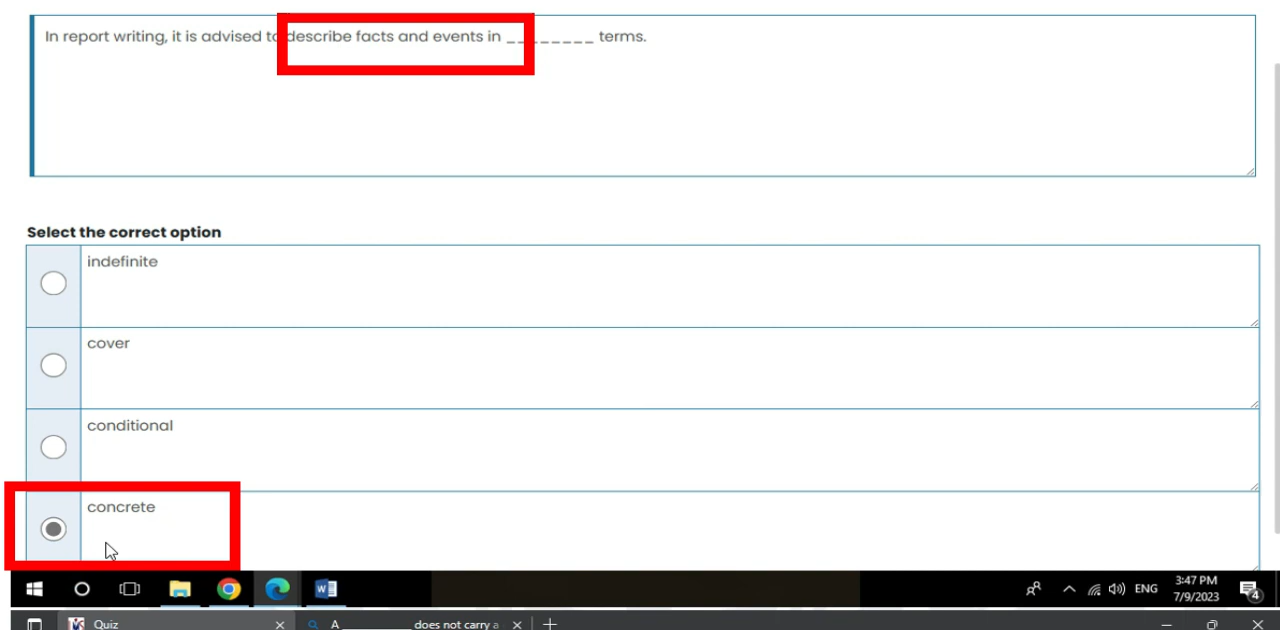 In report writing, it is advised to describe facts and events in ________ terms.
Select the correct option
indefinite
cover
conditional
concrete
W
ENG
3:47 PM
7/9/2023
4
Quiz
A ________ does not carry a